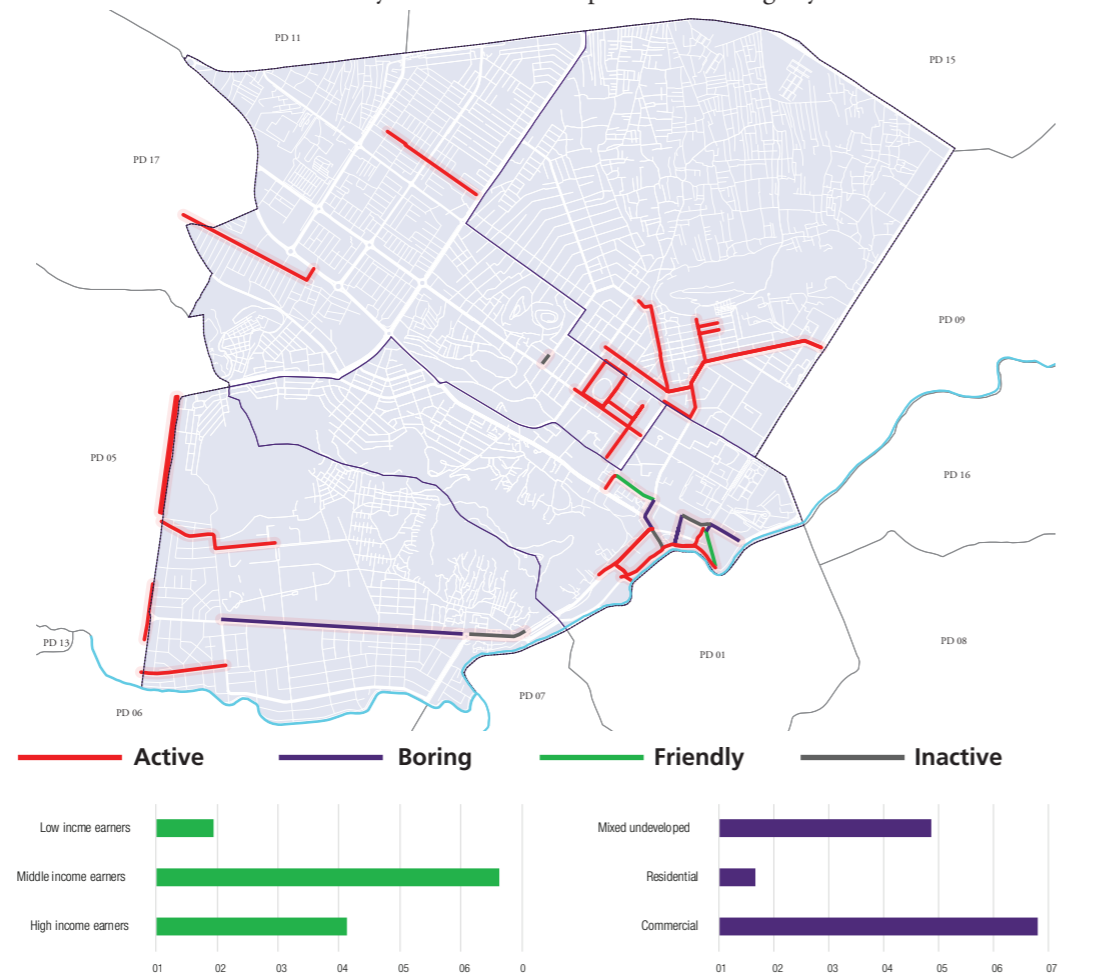 PD 11
PD 15
PD 17
PD 09
PD 05
PD 16
PD 13
PD 01
PD 08
PD 07
PD 06
Active
Boring
Friendly
Inactive
Low incme earners
Middle income earners
High income earners
01 02 03 04 05 06 0
Mixed undeveloped
Residential
Commercial
01 02 03 04 05 06 07